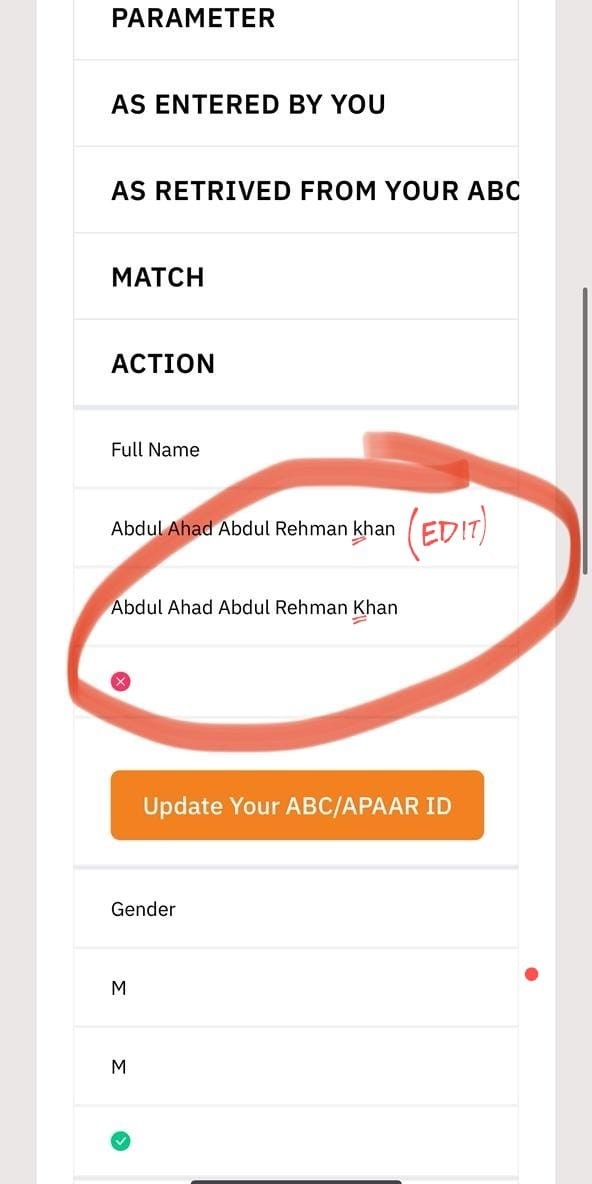 PARAMETER
AS ENTERED BY YOU
AS RETRIVED FROM YOUR ABC
MATCH
ACTION
Full Name
Abdul Ahad Abdul Rehman khan (EDIT)
Abdul Ahad Abdul Rehman Khan
Update Your ABC/APAAR ID
Gender
M
M